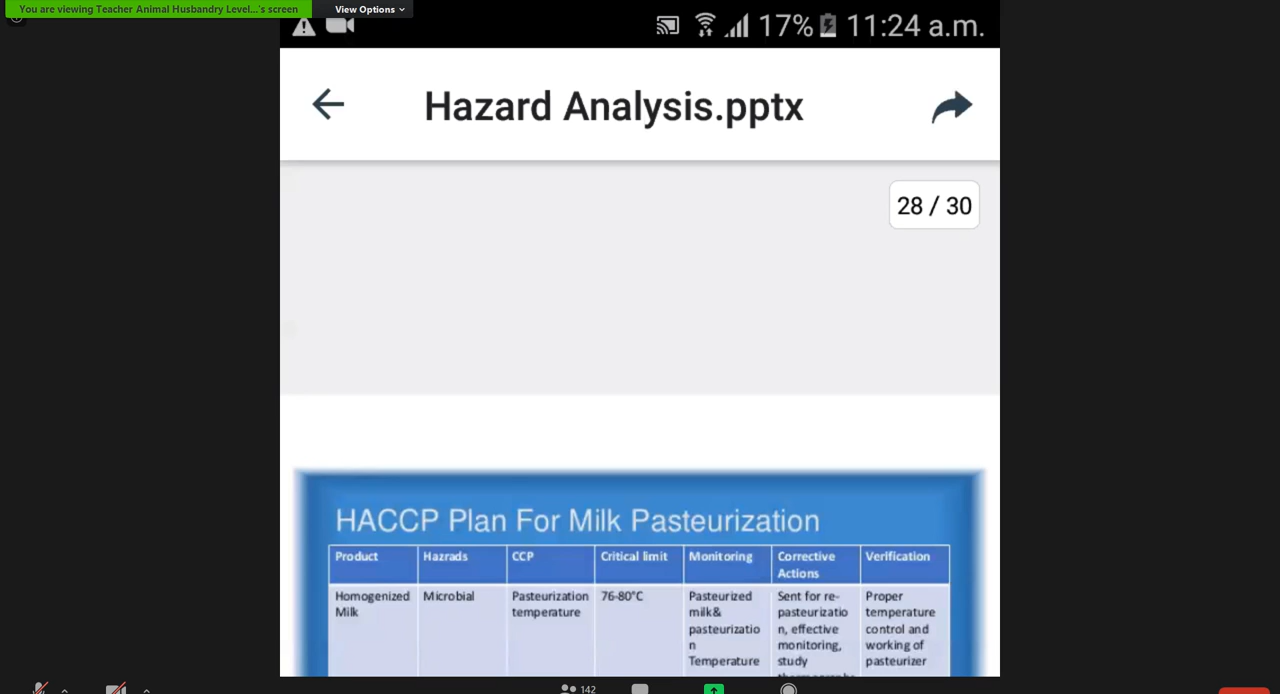 You are viewing Teacher Animal Husbandry Level...'s screen
View Options
17% 11:24 a.m.
Hazard Analysis.pptx
28 / 30
HACCP Plan For Milk Pasteurization
Product Hazrads CCP Critical limit Monitoring Corrective Verification
Actions
Homogenized Microbial Pasteurization 76-80°C Pasteurized Sent for re- Proper
Milk temperature milk& pasteurizatio temperature
pasteurizatio n, effective control and
n monitoring, working of
Temperature study pasteurizer
142